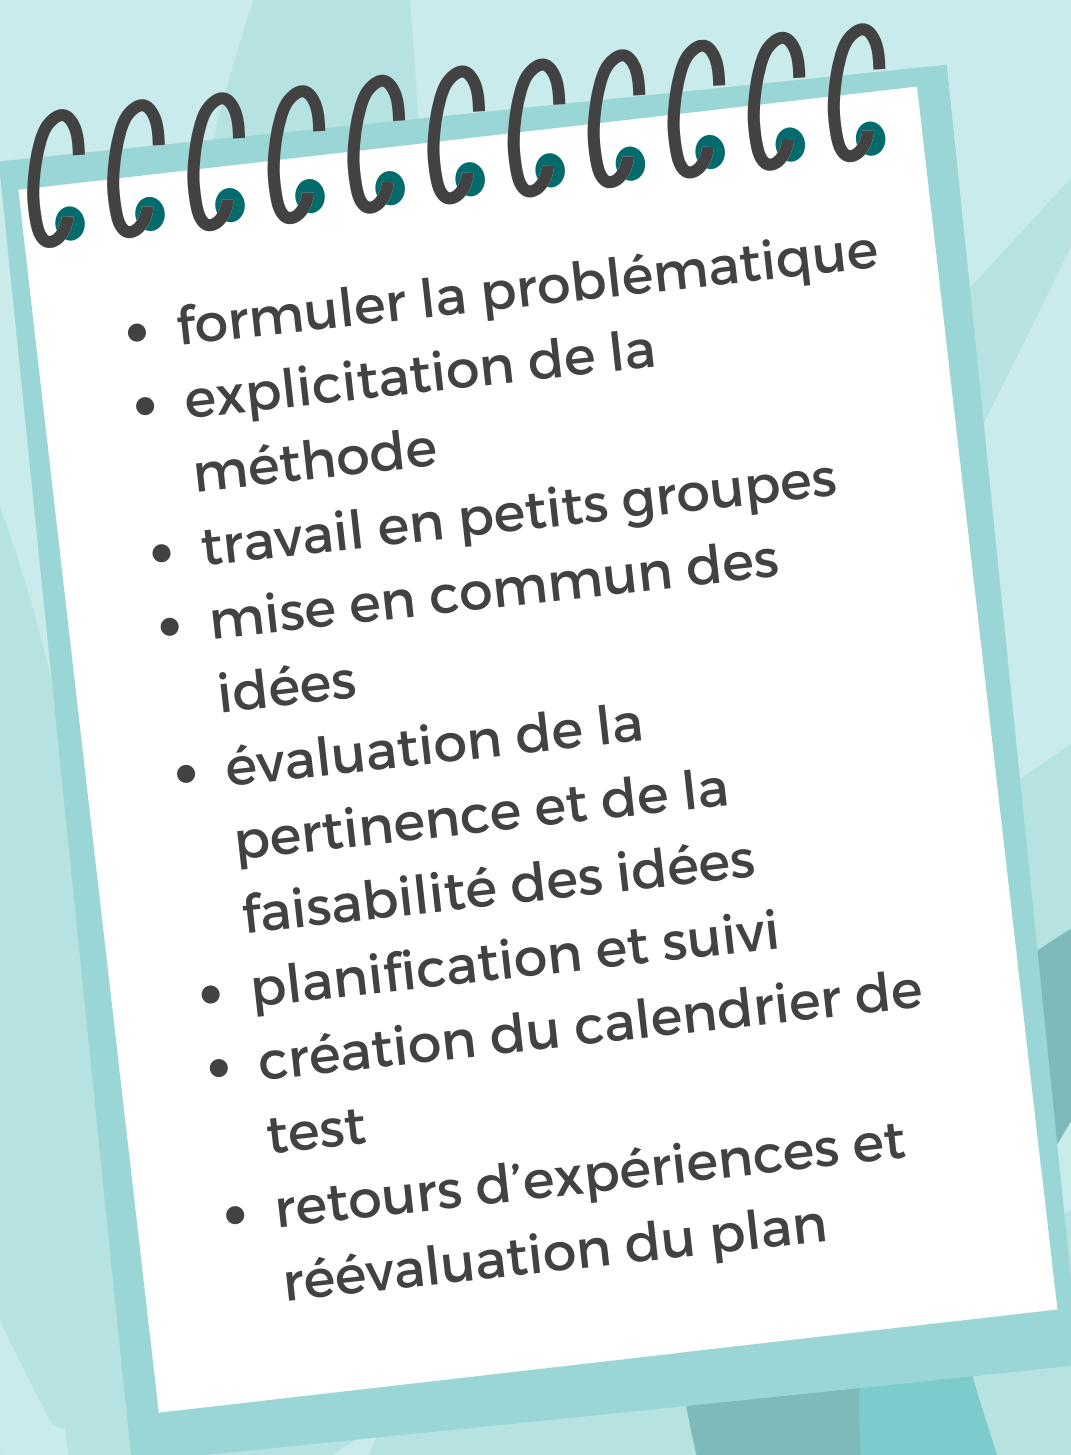 • formuler la problématique
• explicitation de la
méthode
• travail en petits groupes
• mise en commun des
idées
• évaluation de la
pertinence et de la
faisabilité des idées
• planification et suivi
• création du calendrier de
test
• retours d’expériences et
réévaluation du plan